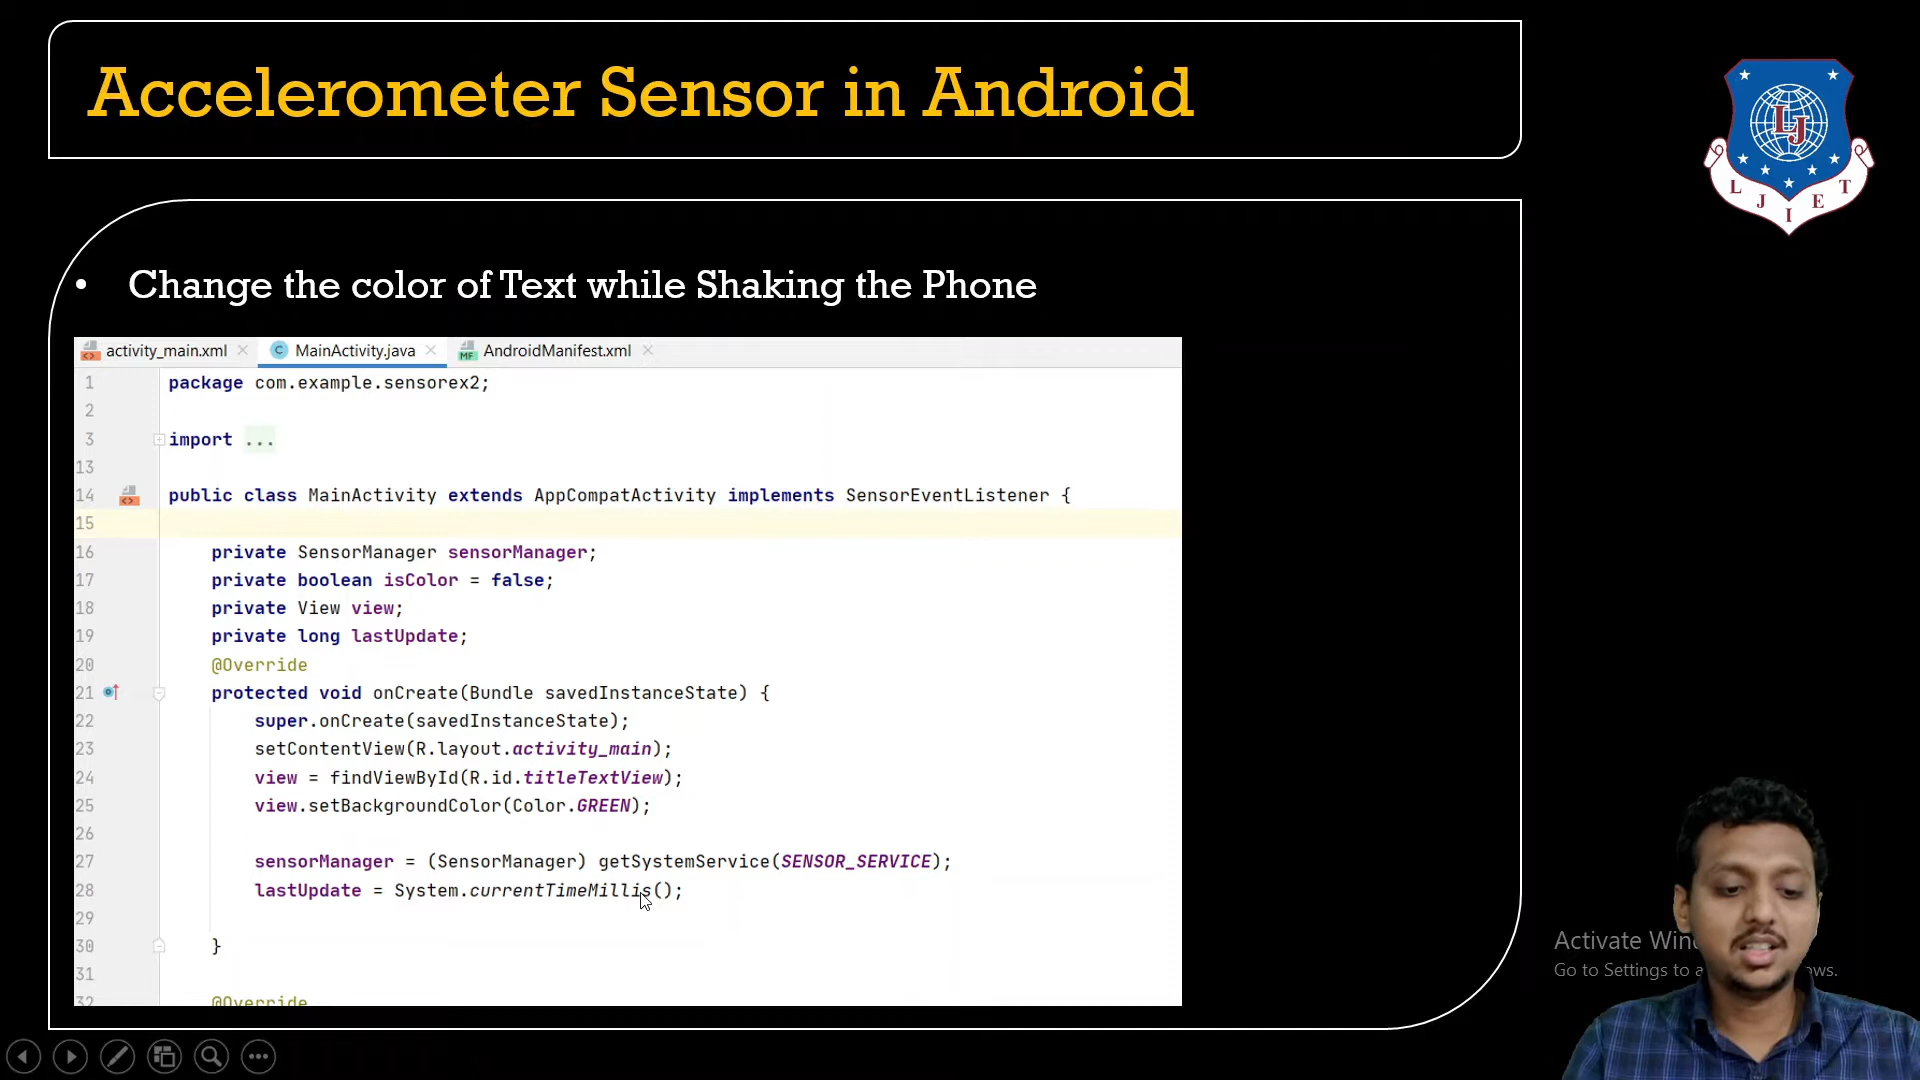 Accelerometer Sensor in Android
L J I E T
LJ
• Change the color of Text while Shaking the Phone
activity_main.xml MainActivity.java AndroidManifest.xml
1 package com.example.sensorex2;
2
3 import ...
13
14 public class MainActivity extends AppCompatActivity implements SensorEventListener {
15
16 private SensorManager sensorManager;
17 private boolean isColor = false;
18 private View view;
19 private long lastUpdate;
20 @Override
21 protected void onCreate(Bundle savedInstanceState) {
22 super.onCreate(savedInstanceState);
23 setContentView(R.layout.activity_main);
24 view = findViewById(R.id.titleTextView);
25 view.setBackgroundColor(Color.GREEN);
26
27 sensorManager = (SensorManager) getSystemService(SENSOR_SERVICE);
28 lastUpdate = System.currentTimeMillis();
29
30 }
31
32 @Override
Activate Win
Go to Settings to a ows.